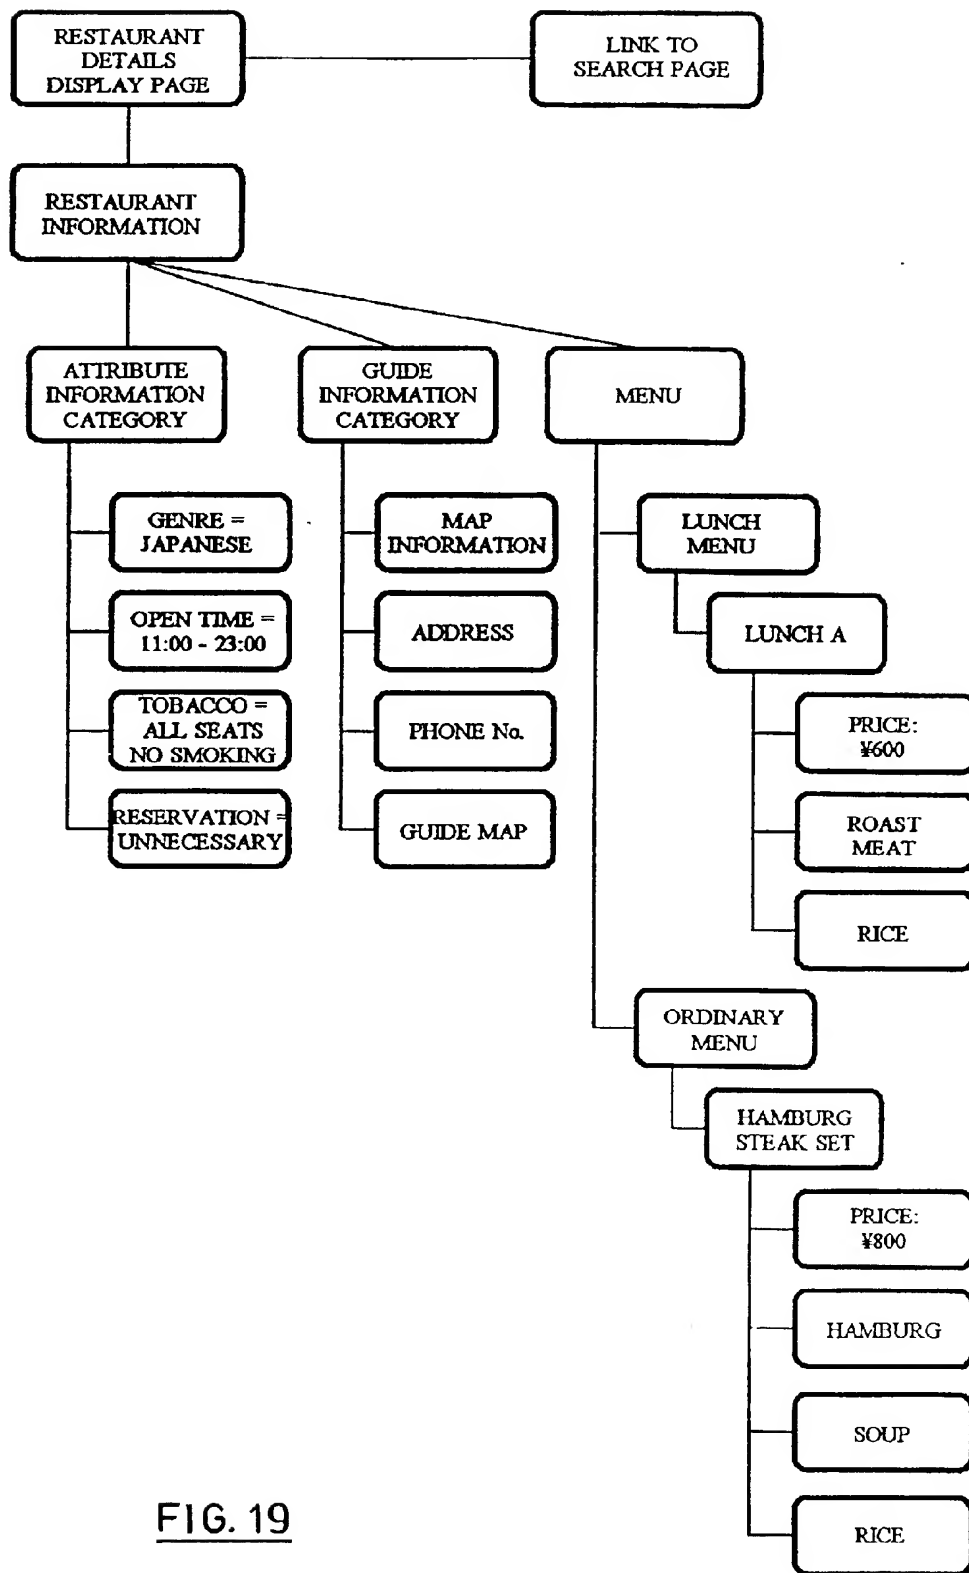 RESTAURANT
DETAILS
DISPLAY PAGE
LINK TO
SEARCH PAGE
RESTAURANT
INFORMATION
ATTRIBUTE
INFORMATION
CATEGORY
GUIDE
INFORMATION
CATEGORY
MENU
GENRE =
JAPANESE
OPEN TIME =
11:00 - 23:00
TOBACCO =
ALL SEATS
NO SMOKING
RESERVATION =
UNNECESSARY
MAP
INFORMATION
ADDRESS
PHONE No.
GUIDE MAP
LUNCH
MENU
LUNCH A
PRICE:
¥600
ROAST
MEAT
RICE
ORDINARY
MENU
HAMBURG
STEAK SET
PRICE:
¥800
HAMBURG
SOUP
RICE
FIG. 19